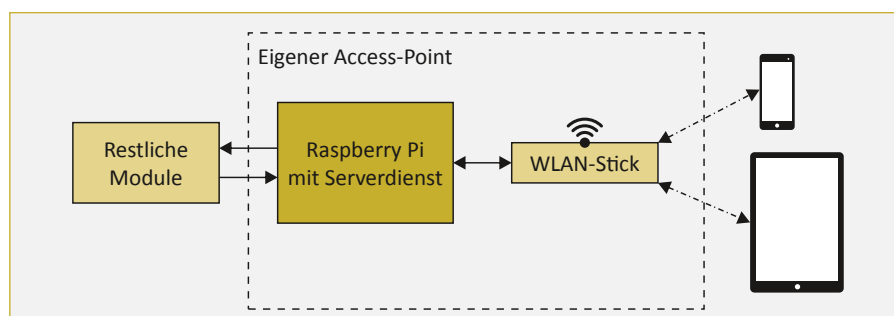 Eigener Access-Point
Restliche
Module
Raspberry Pi
mit Serverdienst
WLAN-Stick